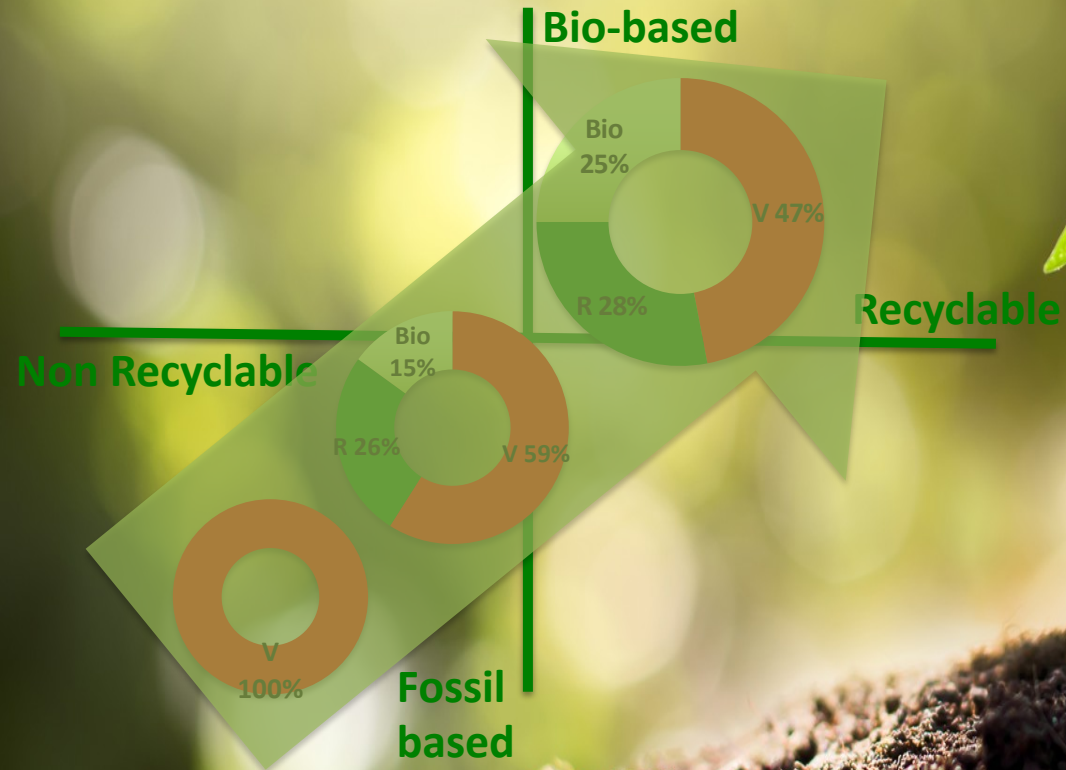 Bio-based
Bio
25%
V 47%
R 28%
Recyclable
Non Recyclable
Bio
15%
R 26%
V 59%
V
100%
Fossil
based